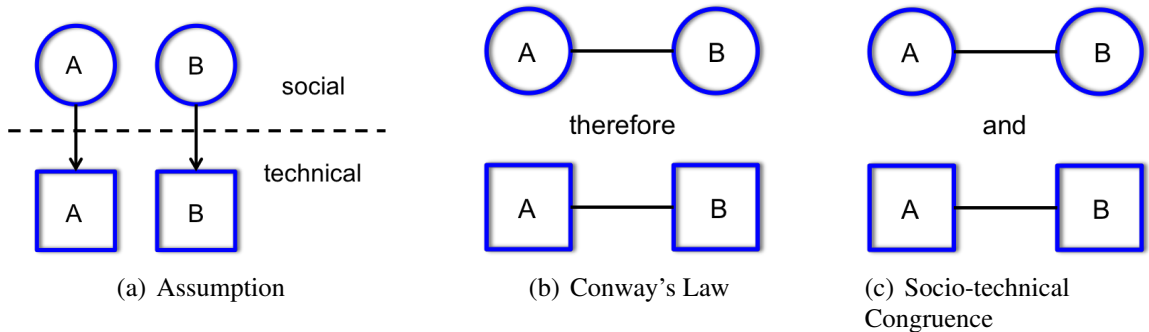 A B
social
technical
A B
(a) Assumption
A B
therefore
A B
(b) Conway's Law
A B
and
A B
(c) Socio-technical
Congruence